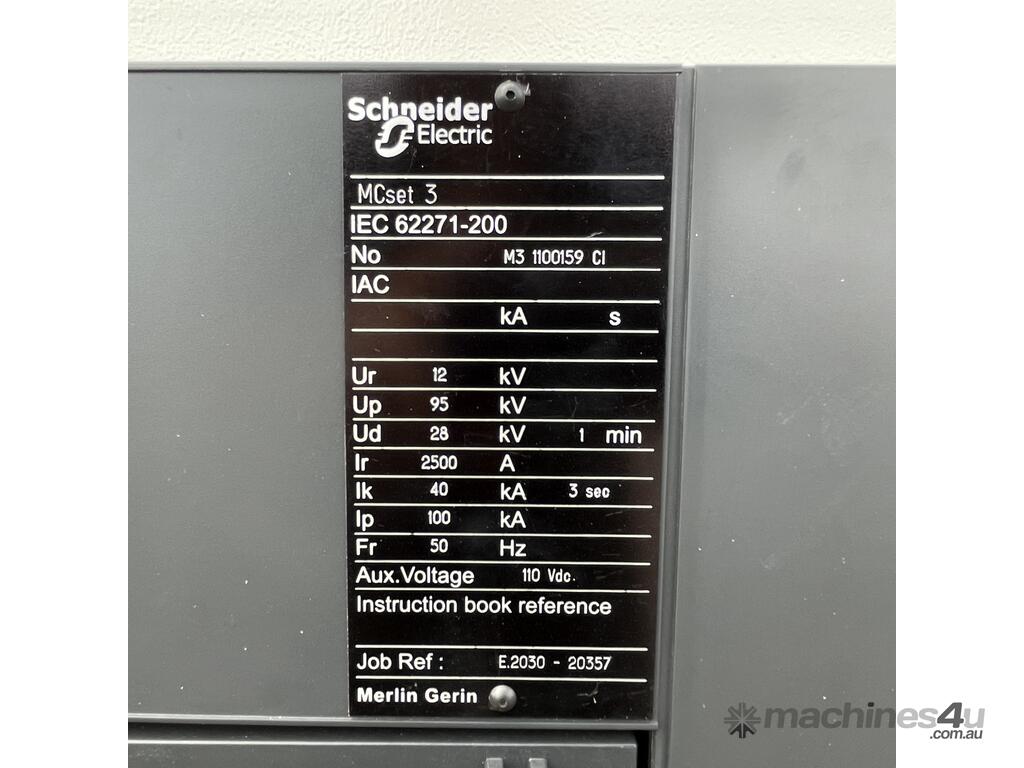 Schneider
Electric
MCset 3
IEC 62271-200
No M3 1100159 CI
IAC
kA s
Ur 12 kV
Up 95 kV
Ud 28 kV 1 min
Ir 2500 A
Ik 40 kA 3 sec
Ip 100 kA
Fr 50 Hz
Aux.Voltage 110 Vdc.
Instruction book reference
Job Ref : E.2030 - 20357
Merlin Gerin
machines4u
.com.au